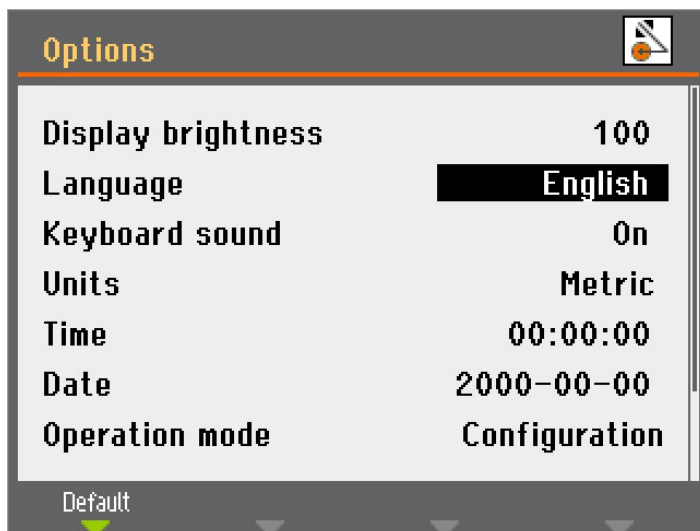 Options
Display brightness 100
Language English
Keyboard sound On
Units Metric
Time 00:00:00
Date 2000-00-00
Operation mode Configuration
Default